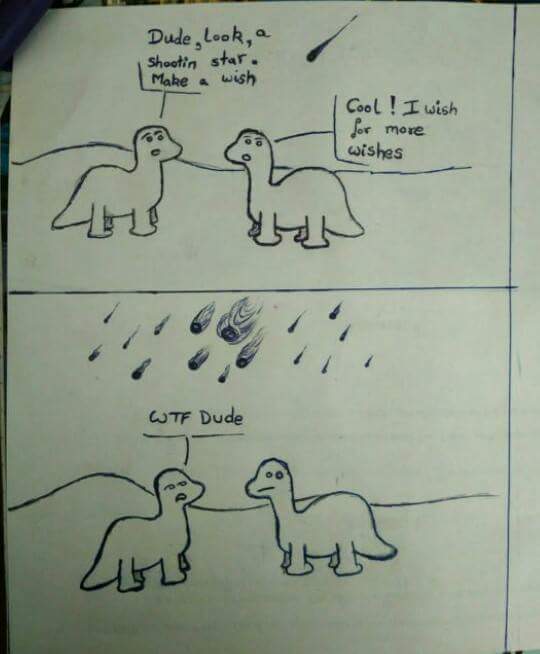 Dude, Look, a
shootin star.
Make a wish
Cool! I wish
for more
wishes
WTF Dude